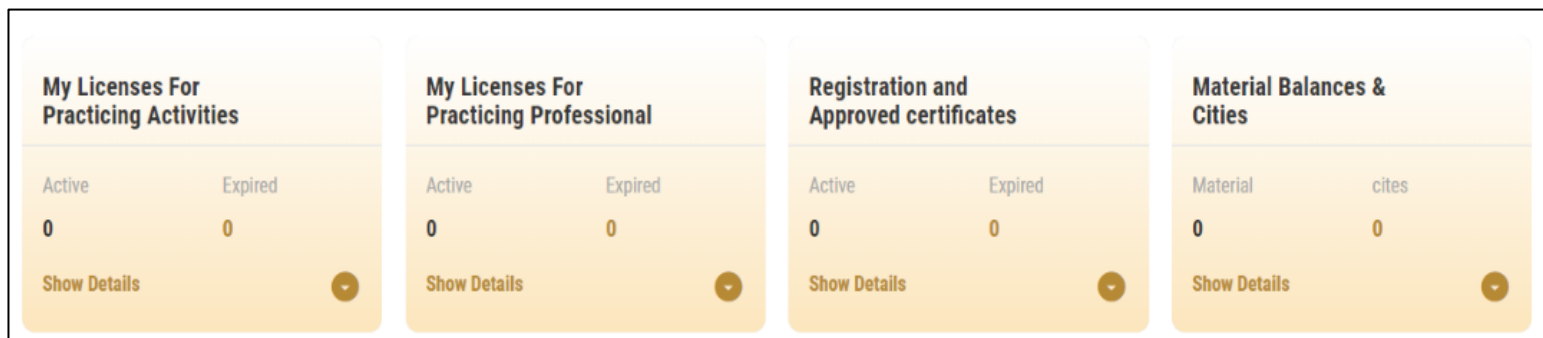 My Licenses For
Practicing Activities
Active Expired
0 0
Show Details
My Licenses For
Practicing Professional
Active Expired
0 0
Show Details
Registration and
Approved certificates
Active Expired
0 0
Show Details
Material Balances &
Cities
Material cites
0 0
Show Details